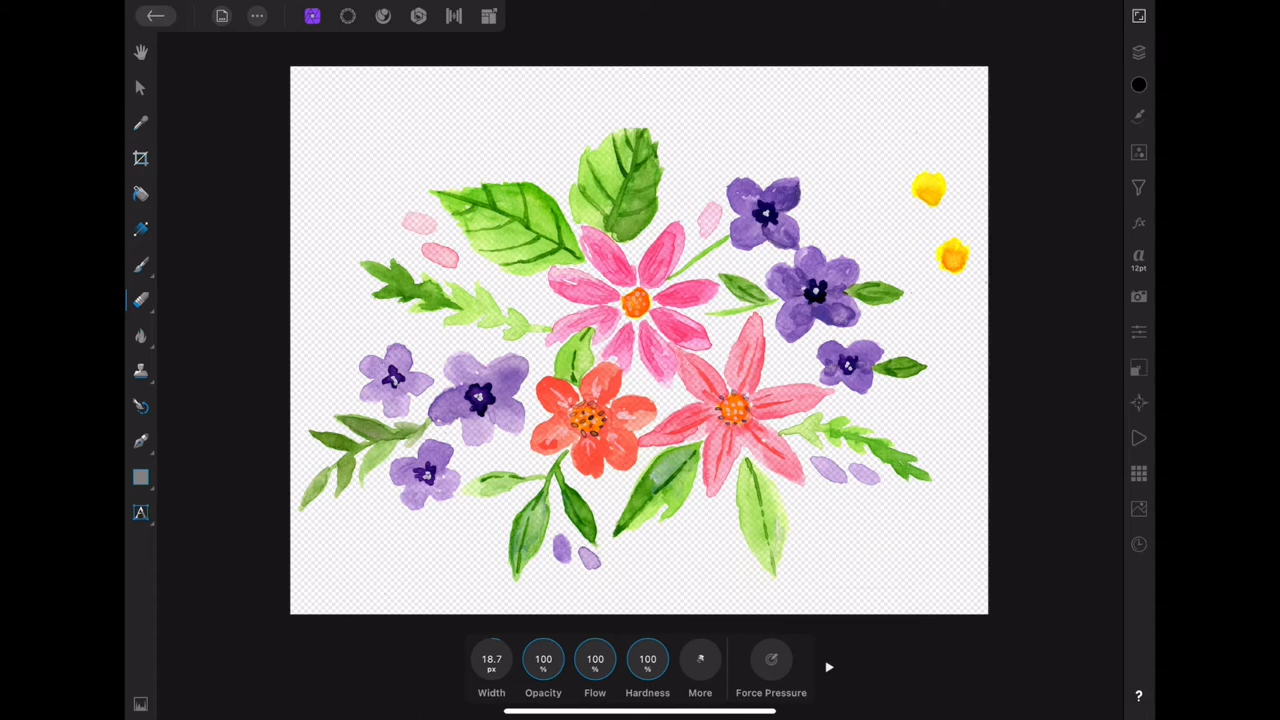 12pt
A
18.7 px
100 %
100 %
100 %
Width
Opacity
Flow
Hardness
More
Force Pressure
?